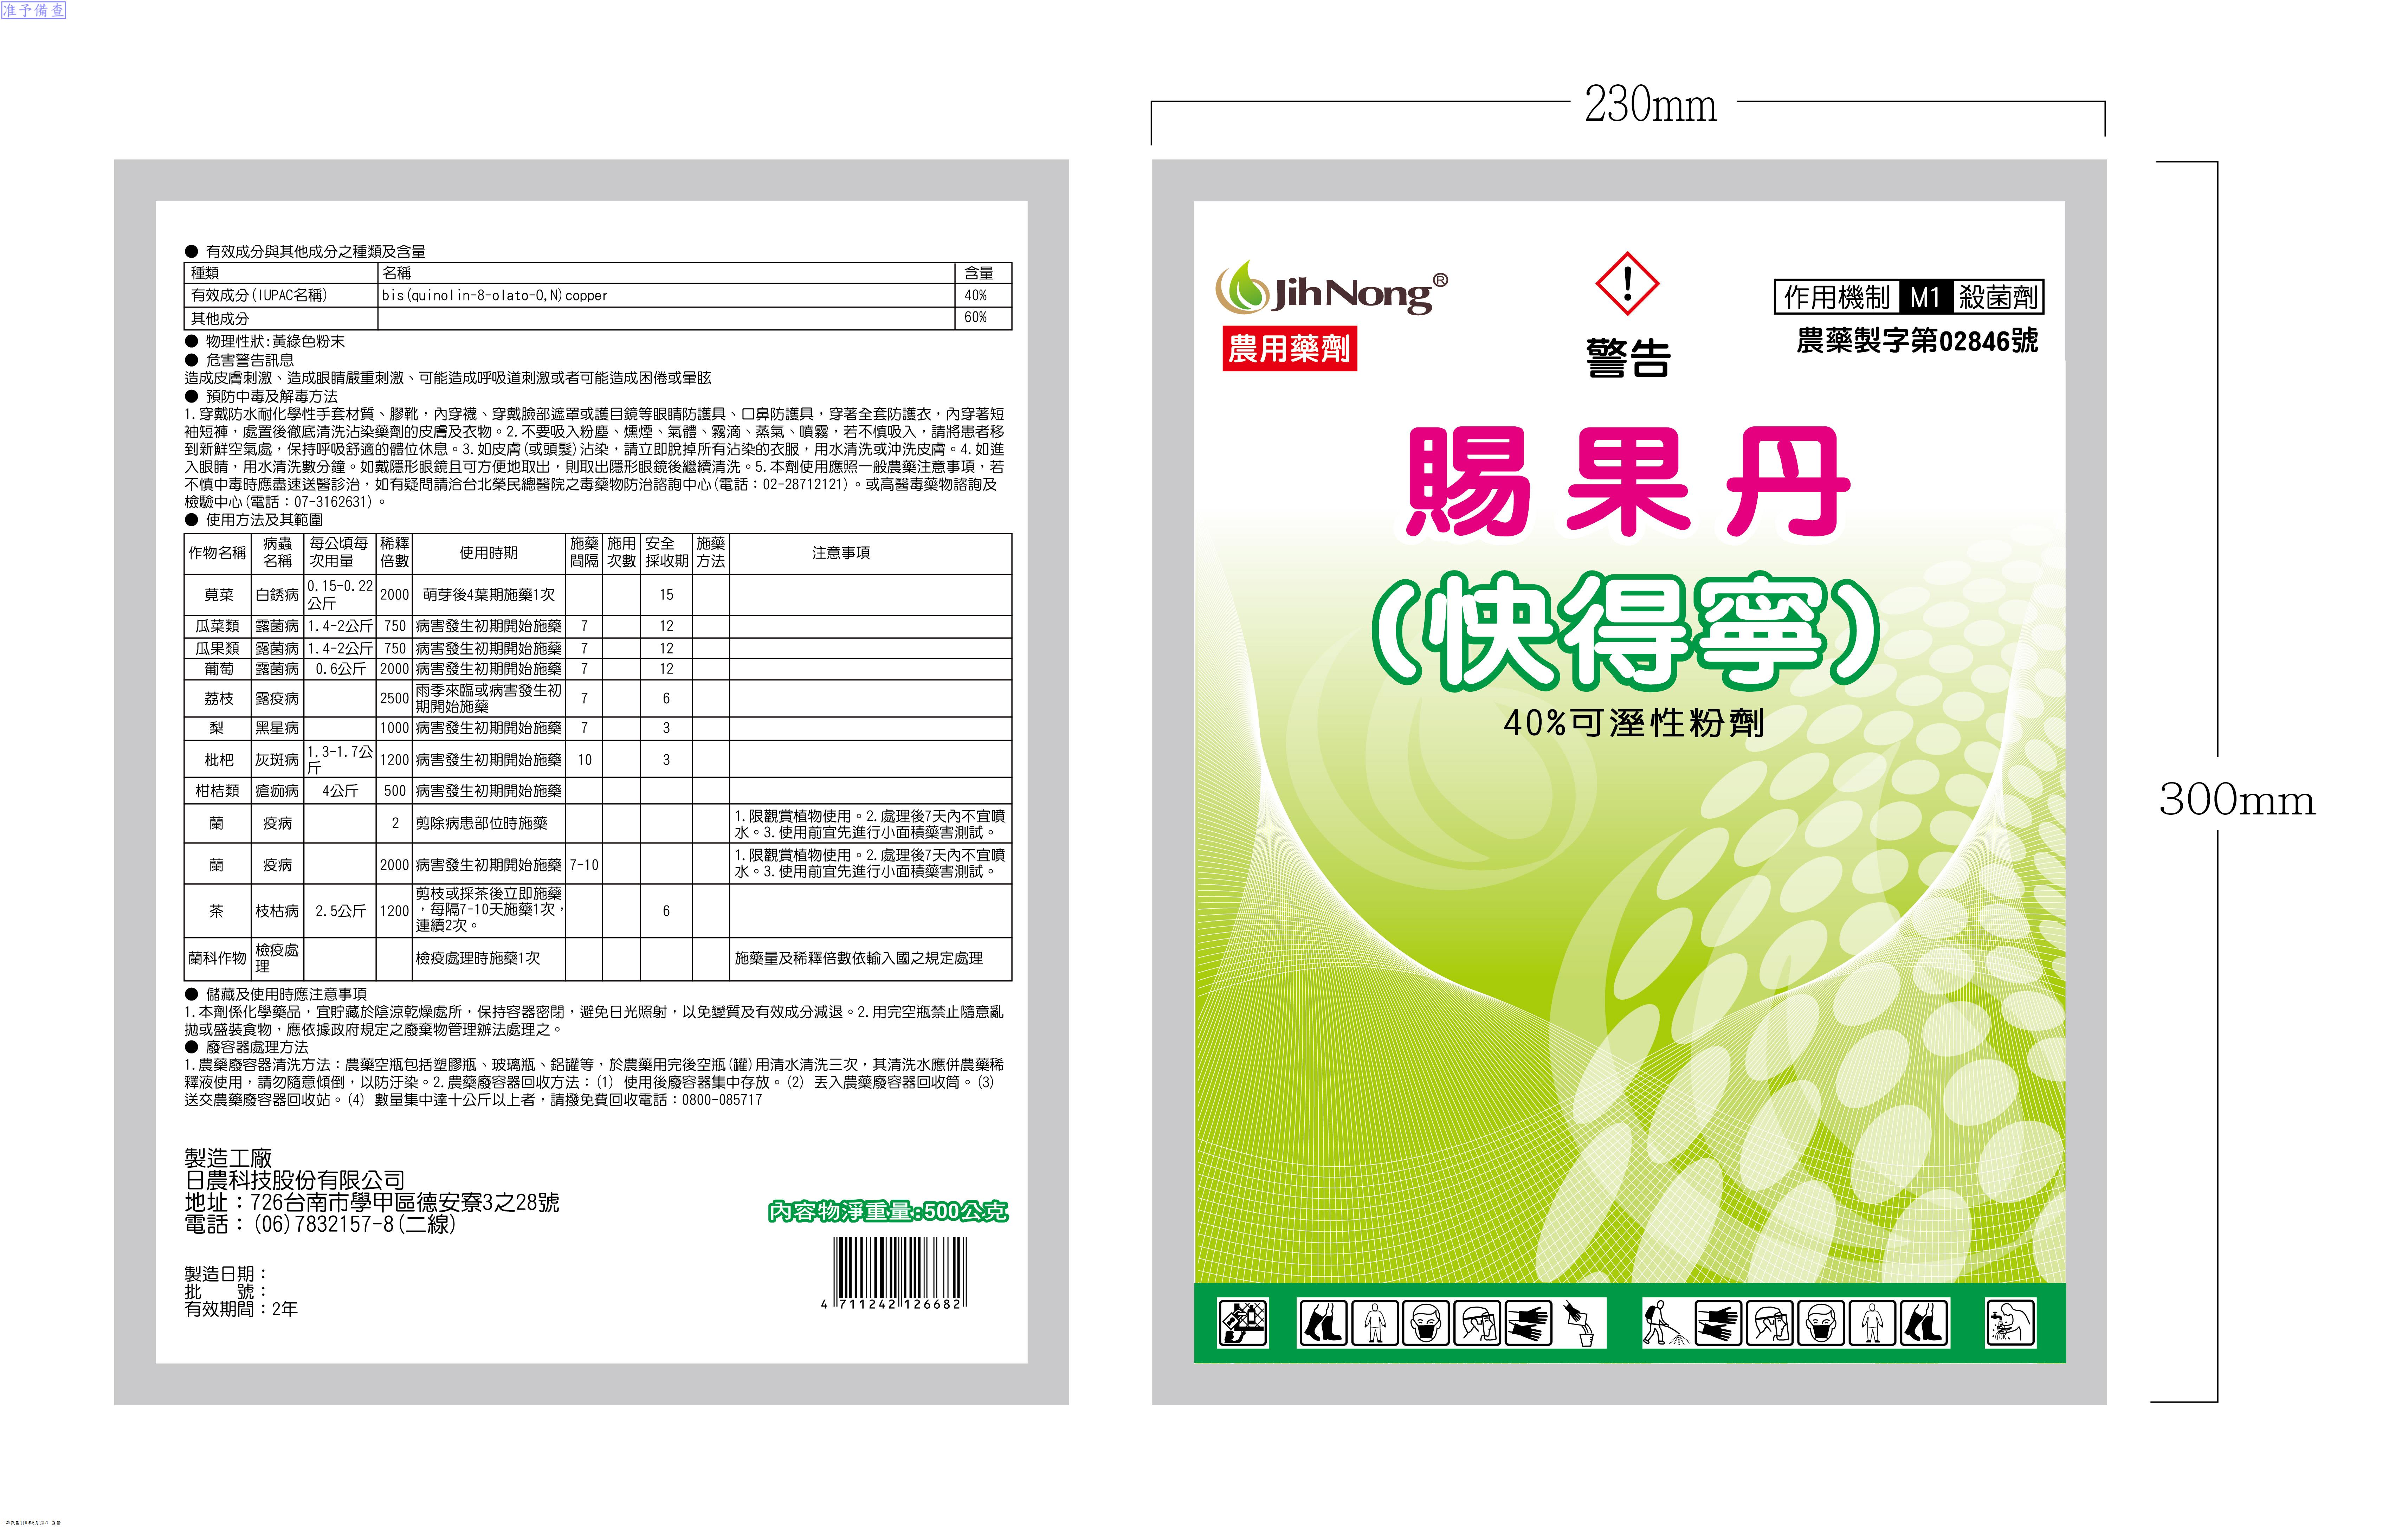 准予備查
● 有效成分與其他成分之種類及含量
種類 名稱 含量
有效成分(IUPAC名稱) bis(quinolin-8-olato-O,N)copper 40%
其他成分 60%
● 物理性狀:黃綠色粉末
● 危害警告訊息
造成皮膚刺激、造成眼睛嚴重刺激、可能造成呼吸道刺激或者可能造成困倦或暈眩
● 預防中毒及解毒方法
1.穿戴防水耐化學性手套材質、膠靴，內穿襪、穿戴臉部遮罩或護目鏡等眼睛防護具、口鼻防護具，穿著全套防護衣，內穿著短
袖短褲，處置後徹底清洗沾染藥劑的皮膚及衣物。2.不要吸入粉塵、燻煙、氣體、霧滴、蒸氣、噴霧，若不慎吸入，請將患者移
到新鮮空氣處，保持呼吸舒適的體位休息。3.如皮膚(或頭髮)沾染，請立即脫掉所有沾染的衣服，用水清洗或沖洗皮膚。4.如進
入眼睛，用水清洗數分鐘。如戴隱形眼鏡且可方便地取出，則取出隱形眼鏡後繼續清洗。5.本劑使用應照一般農藥注意事項，若
不慎中毒時應盡速送醫診治，如有疑問請洽台北榮民總醫院之毒藥物防治諮詢中心(電話：02-28712121)。或高醫毒藥物諮詢及
檢驗中心(電話：07-3162631)。
● 使用方法及其範圍
作物名稱 病蟲名稱 每公頃每次用量 稀釋倍數 使用時期 施藥間隔 施用次數 安全採收期 施藥方法 注意事項
莧菜 白銹病 0.15-0.22公斤 2000 萌芽後4葉期施藥1次 15
瓜菜類 露菌病 1.4-2公斤 750 病害發生初期開始施藥 7 12
瓜果類 露菌病 1.4-2公斤 750 病害發生初期開始施藥 7 12
葡萄 露菌病 0.6公斤 2000 病害發生初期開始施藥 7 12
荔枝 露疫病 2500 雨季來臨或病害發生初期開始施藥 7 6
梨 黑星病 1000 病害發生初期開始施藥 7 3
枇杷 灰斑病 1.3-1.7公斤 1200 病害發生初期開始施藥 10 3
柑桔類 瘡痂病 4公斤 500 病害發生初期開始施藥
蘭 疫病 2 剪除病患部位時施藥 1.限觀賞植物使用。2.處理後7天內不宜噴水。3.使用前宜先進行小面積藥害測試。
蘭 疫病 2000 病害發生初期開始施藥 7-10 1.限觀賞植物使用。2.處理後7天內不宜噴水。3.使用前宜先進行小面積藥害測試。
茶 枝枯病 2.5公斤 1200 剪枝或採茶後立即施藥，每隔7-10天施藥1次，連續2次。 6
蘭科作物 檢疫處理 檢疫處理時施藥1次 施藥量及稀釋倍數依輸入國之規定處理
● 儲藏及使用時應注意事項
1.本劑係化學藥品，宜貯藏於陰涼乾燥處所，保持容器密閉，避免日光照射，以免變質及有效成分減退。2.用完空瓶禁止隨意亂
拋或盛裝食物，應依據政府規定之廢棄物管理辦法處理之。
● 廢容器處理方法
1.農藥廢容器清洗方法：農藥空瓶包括塑膠瓶、玻璃瓶、鋁罐等，於農藥用完後空瓶(罐)用清水清洗三次，其清洗水應併農藥稀
釋液使用，請勿隨意傾倒，以防汙染。2.農藥廢容器回收方法：(1) 使用後廢容器集中存放。(2) 丟入農藥廢容器回收筒。(3)
送交農藥廢容器回收站。(4) 數量集中達十公斤以上者，請撥免費回收電話：0800-085717
製造工廠
日農科技股份有限公司
地址：726台南市學甲區德安寮3之28號
電話：(06)7832157-8(二線)
內容物淨重量:500公克
製造日期：
批　號：
有效期間：2年
4 711242 126682
230mm
300mm
JihNong®
農用藥劑
警告
作用機制 M1 殺菌劑
農藥製字第02846號
賜果丹
(快得寧)
40%可溼性粉劑